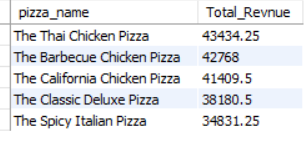 pizza_name Total_Revnue
The Thai Chicken Pizza 43434.25
The Barbecue Chicken Pizza 42768
The California Chicken Pizza 41409.5
The Classic Deluxe Pizza 38180.5
The Spicy Italian Pizza 34831.25